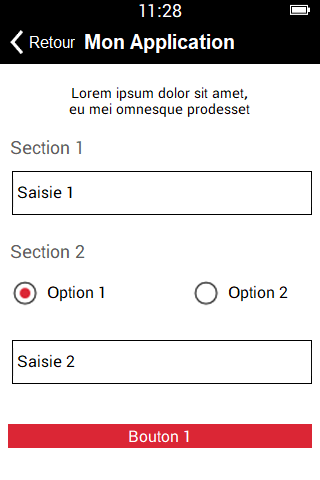 11:28
Retour Mon Application
Lorem ipsum dolor sit amet,
eu mei omnesque prodesset
Section 1
Saisie 1
Section 2
Option 1 Option 2
Saisie 2
Bouton 1